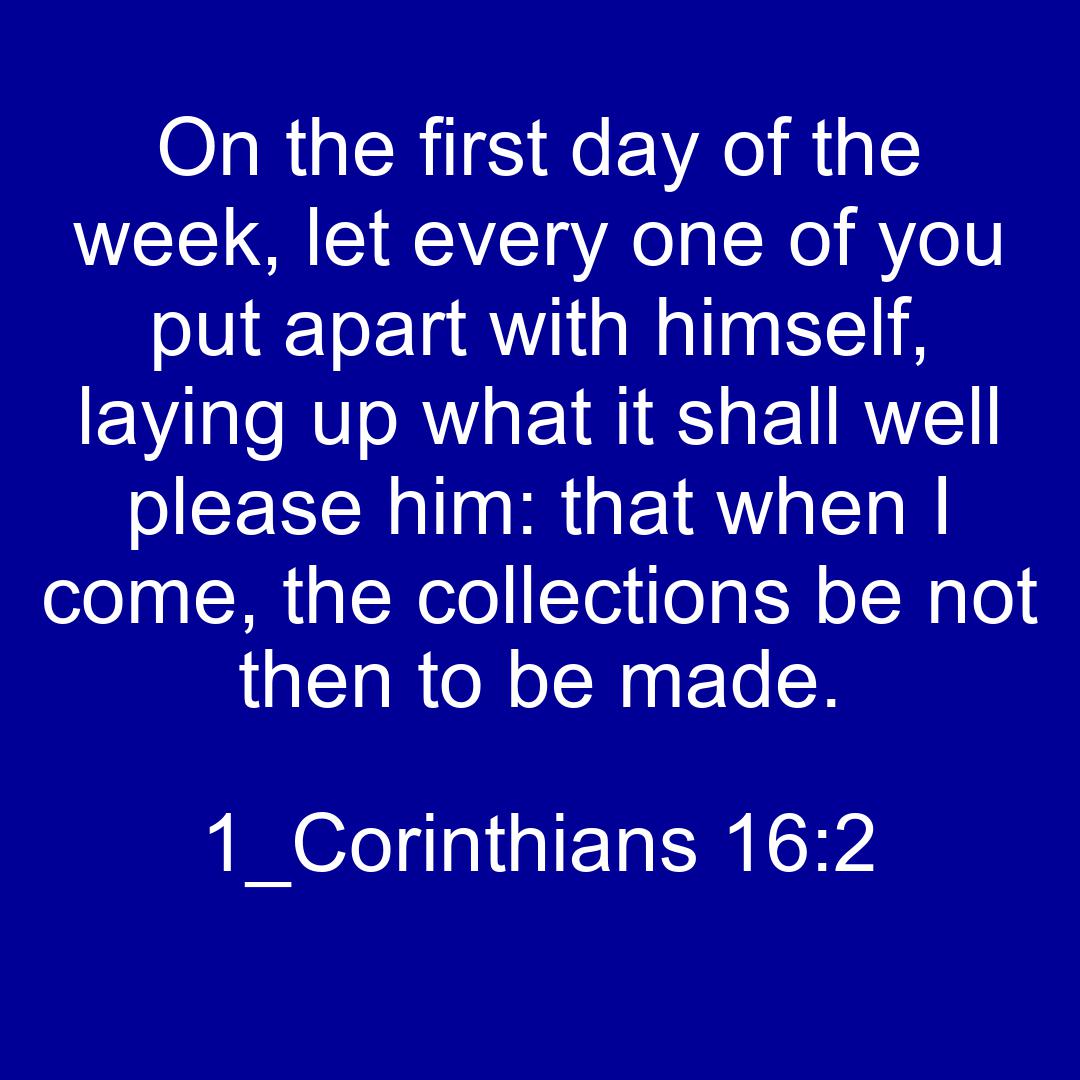 On the first day of the
week, let every one of you
put apart with himself,
laying up what it shall well
please him: that when I
come, the collections be not
then to be made.
1_Corinthians 16:2